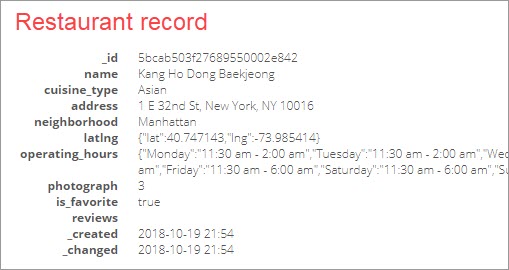 Restaurant record
_id 5bcab503f27689550002e842
name Kang Ho Dong Baekjeong
cuisine_type Asian
address 1 E 32nd St, New York, NY 10016
neighborhood Manhattan
latlng {"lat":40.747143,"lng":-73.985414}
operating_hours {"Monday":"11:30 am - 2:00 am","Tuesday":"11:30 am - 2:00 am","Wed
am","Friday":"11:30 am - 6:00 am","Saturday":"11:30 am - 6:00 am","Su
photograph 3
is_favorite true
reviews
_created 2018-10-19 21:54
_changed 2018-10-19 21:54